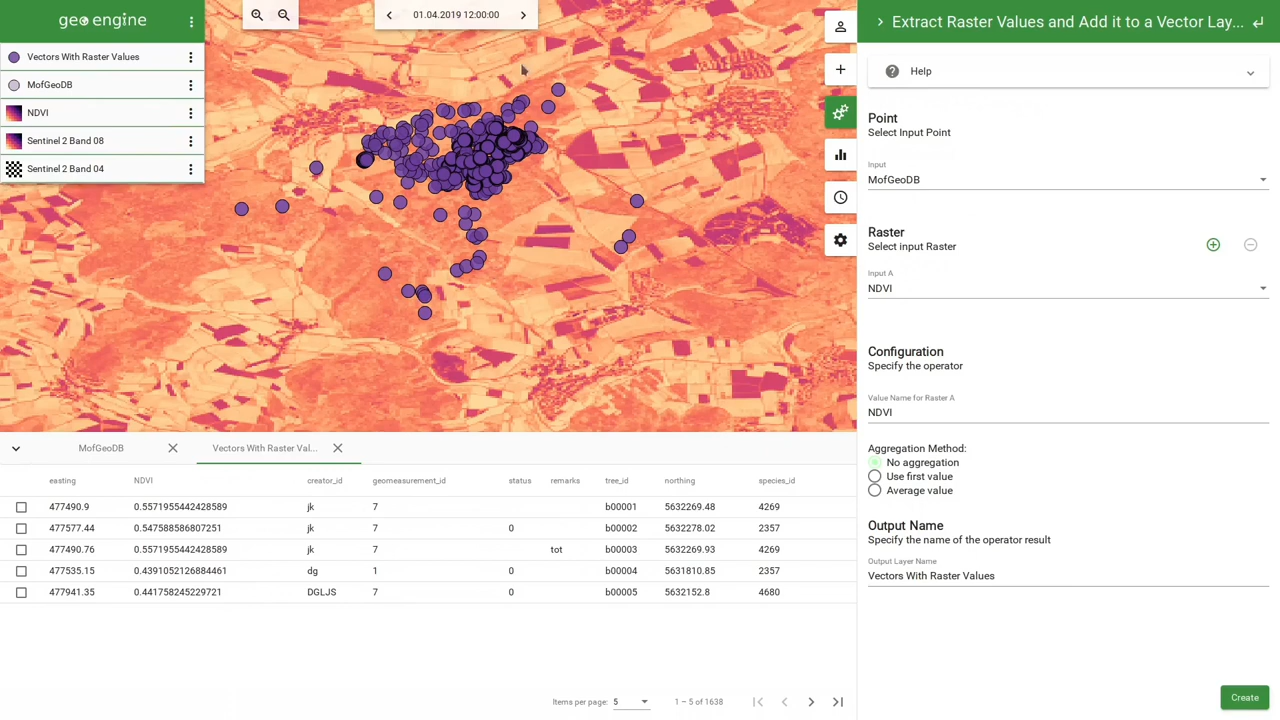 geo engine
Vectors With Raster Values
MofGeoDB
NDVI
Sentinel 2 Band 08
Sentinel 2 Band 04
01.04.2019 12:00:00
Extract Raster Values and Add it to a Vector Lay...
Help
Point
Select Input Point
Input
MofGeoDB
Raster
Select input Raster
Input A
NDVI
Configuration
Specify the operator
Value Name for Raster A
NDVI
Aggregation Method:
No aggregation
Use first value
Average value
Output Name
Specify the name of the operator result
Output Layer Name
Vectors With Raster Values
Create
MofGeoDB Vectors With Raster Val...
easting NDVI creator_id geomeasurement_id status remarks tree_id northing species_id
477490.9 0.5571955442428589 jk 7 b00001 5632269.48 4269
477577.44 0.547588586807251 jk 7 0 b00002 5632278.02 2357
477490.76 0.5571955442428589 jk 7 tot b00003 5632269.93 4269
477535.15 0.4391052126884461 dg 1 0 b00004 5631810.85 2357
477941.35 0.441758245229721 DGLJS 7 0 b00005 5632152.8 4680
Items per page: 5 1 – 5 of 1638